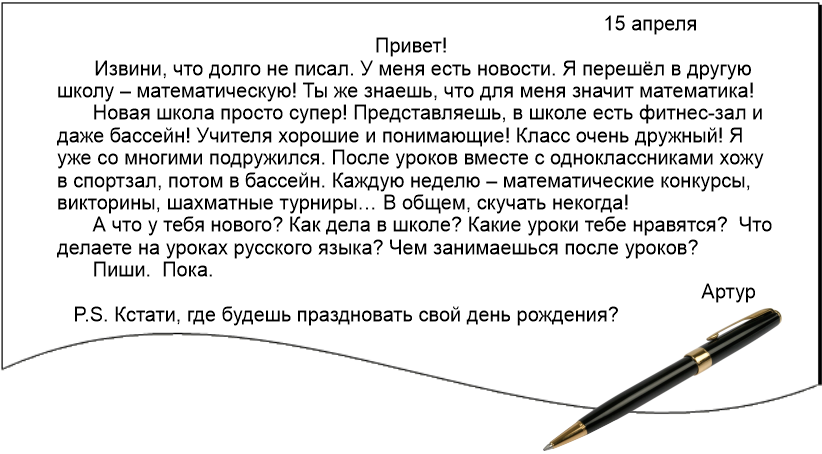 15 апреля
Привет!
Извини, что долго не писал. У меня есть новости. Я перешёл в другую
школу – математическую! Ты же знаешь, что для меня значит математика!
Новая школа просто супер! Представляешь, в школе есть фитнес-зал и
даже бассейн! Учителя хорошие и понимающие! Класс очень дружный! Я
уже со многими подружился. После уроков вместе с одноклассниками хожу
в спортзал, потом в бассейн. Каждую неделю – математические конкурсы,
викторины, шахматные турниры… В общем, скучать некогда!
А что у тебя нового? Как дела в школе? Какие уроки тебе нравятся? Что
делаете на уроках русского языка? Чем занимаешься после уроков?
Пиши. Пока.
Артур
P.S. Кстати, где будешь праздновать свой день рождения?